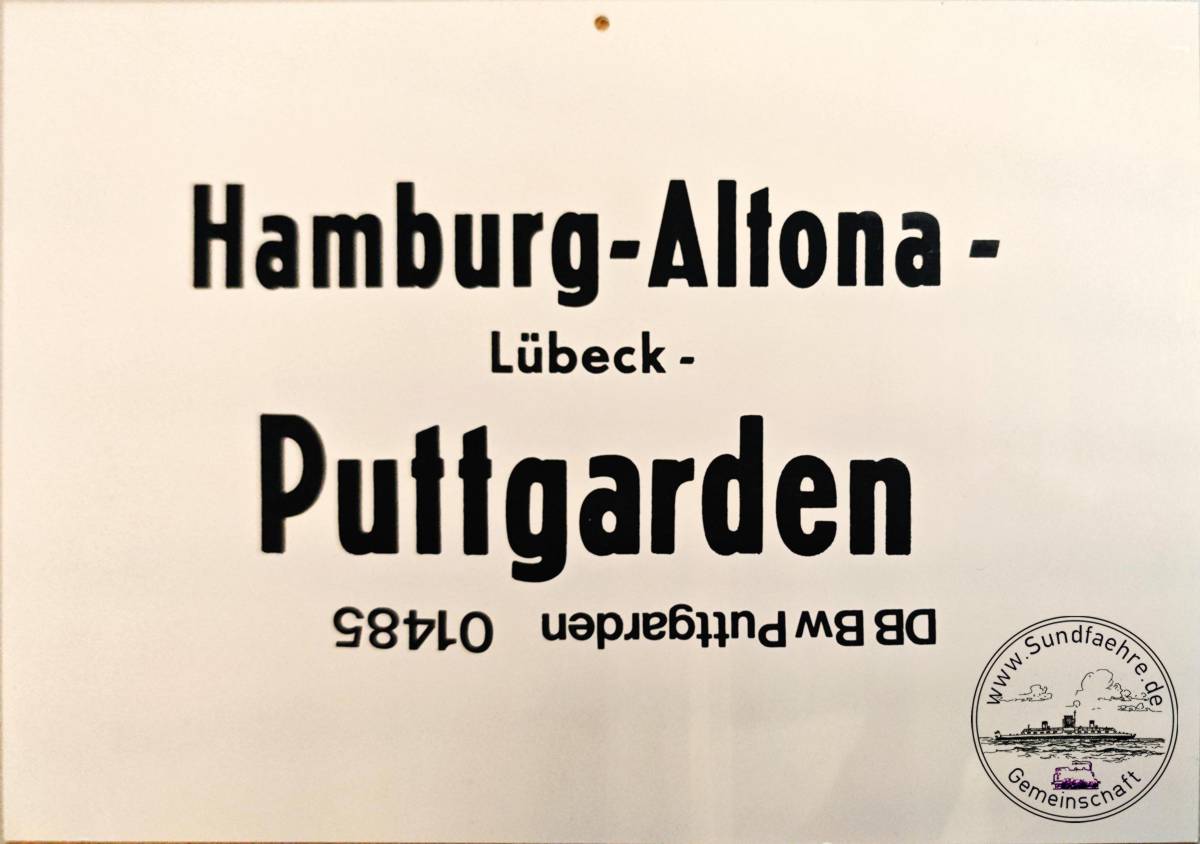 Hamburg-Altona -
Lübeck -
Puttgarden
DB Bw Puttgarden 01485
www.Sundfaehre.de
Gemeinschaft